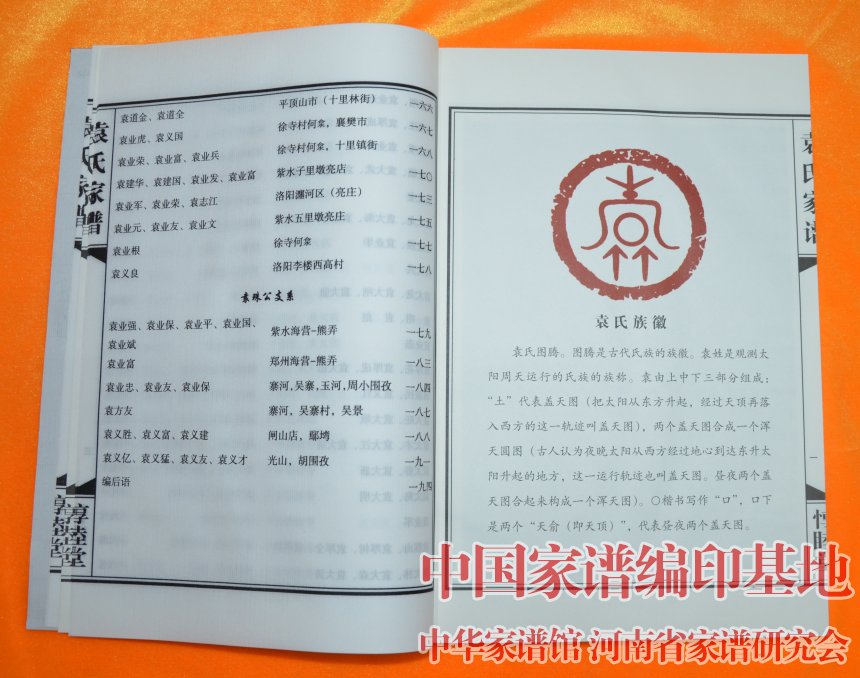 袁氏家谱
惇睦堂
袁道金、袁道全 平顶山市（十里林街） 一六六
袁业虎、袁义国 徐寺村何籴，襄樊市 一六七
袁业荣、袁业富、袁业兵 徐寺村何籴，十里镇街 一六八
袁建华、袁建国、袁业发、袁业富 紫水子里墩亮店 一七〇
袁业军、袁业荣、袁志江 洛阳瀍河区（亮庄） 一七三
袁业元、袁业友、袁业文 紫水五里墩亮庄 一七五
袁业根 徐寺何籴 一七七
袁义良 洛阳李楼西高村 一七八
袁珠公支系
袁业强、袁业保、袁业平、袁业国、
袁业斌 紫水海营-熊弄 一七九
袁业富 郑州海营-熊弄 一八三
袁业忠、袁业友、袁业保 寨河,吴寨,玉河,周小围孜 一八四
袁方友 寨河，吴寨村，吴景 一八七
袁义胜、袁义富、袁义建 闸山店，鄢塆 一八八
袁义亿、袁义猛、袁义友、袁义才 光山，胡围孜 一九一
编后语 一九四
袁氏族徽
袁氏图腾。图腾是古代氏族的族徽。袁姓是观测太
阳周天运行的氏族的族称。袁由上中下三部分组成：
“土”代表盖天图（把太阳从东方升起，经过天顶再落
入西方的这一轨迹叫盖天图），两个盖天图合成一个浑
天圆图（古人认为夜晚太阳从西方经过地心到达东升太
阳升起的地方，这一运行轨迹也叫盖天图。昼夜两个盖
天图合起来构成一个浑天图）。〇楷书写作“口”，口下
是两个“天俞（即天顶）”，代表昼夜两个盖天图。
袁氏家谱
一
中国家谱编印基地
中华家谱馆 河南省家谱研究会